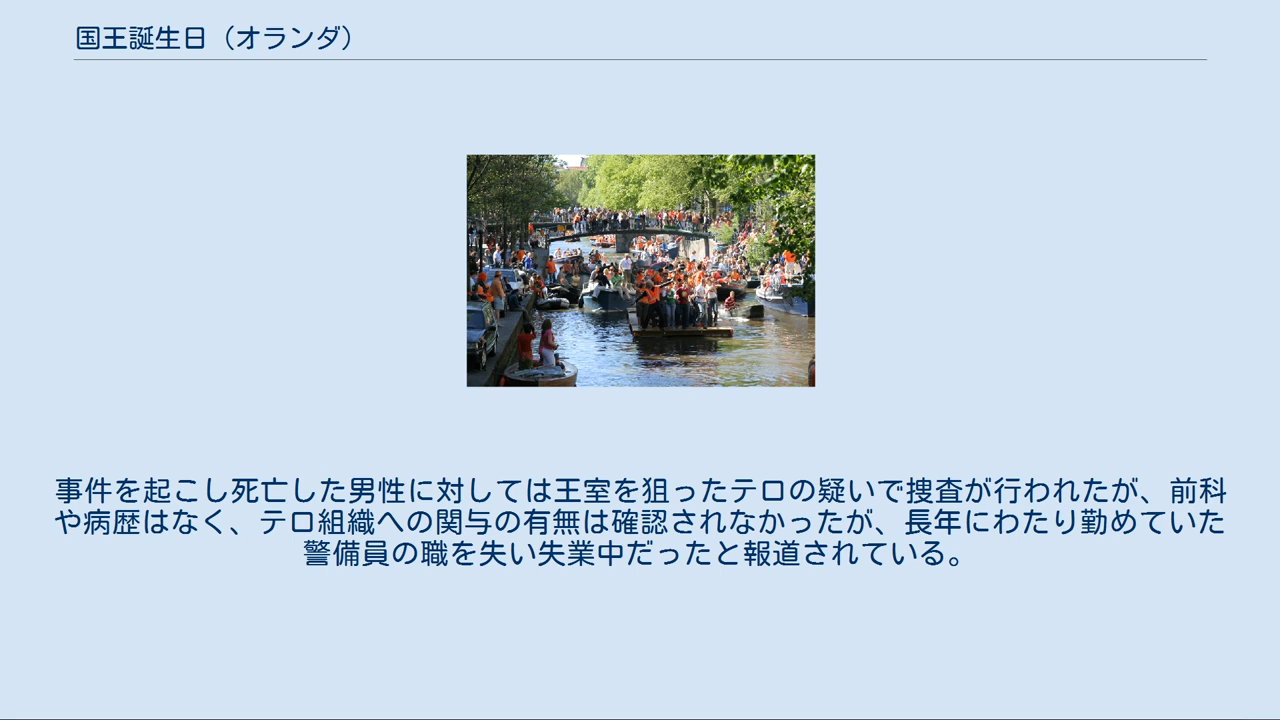 国王誕生日（オランダ）
事件を起こし死亡した男性に対しては王室を狙ったテロの疑いで捜査が行われたが、前科
や病歴はなく、テロ組織への関与の有無は確認されなかったが、長年にわたり勤めていた
警備員の職を失い失業中だったと報道されている。